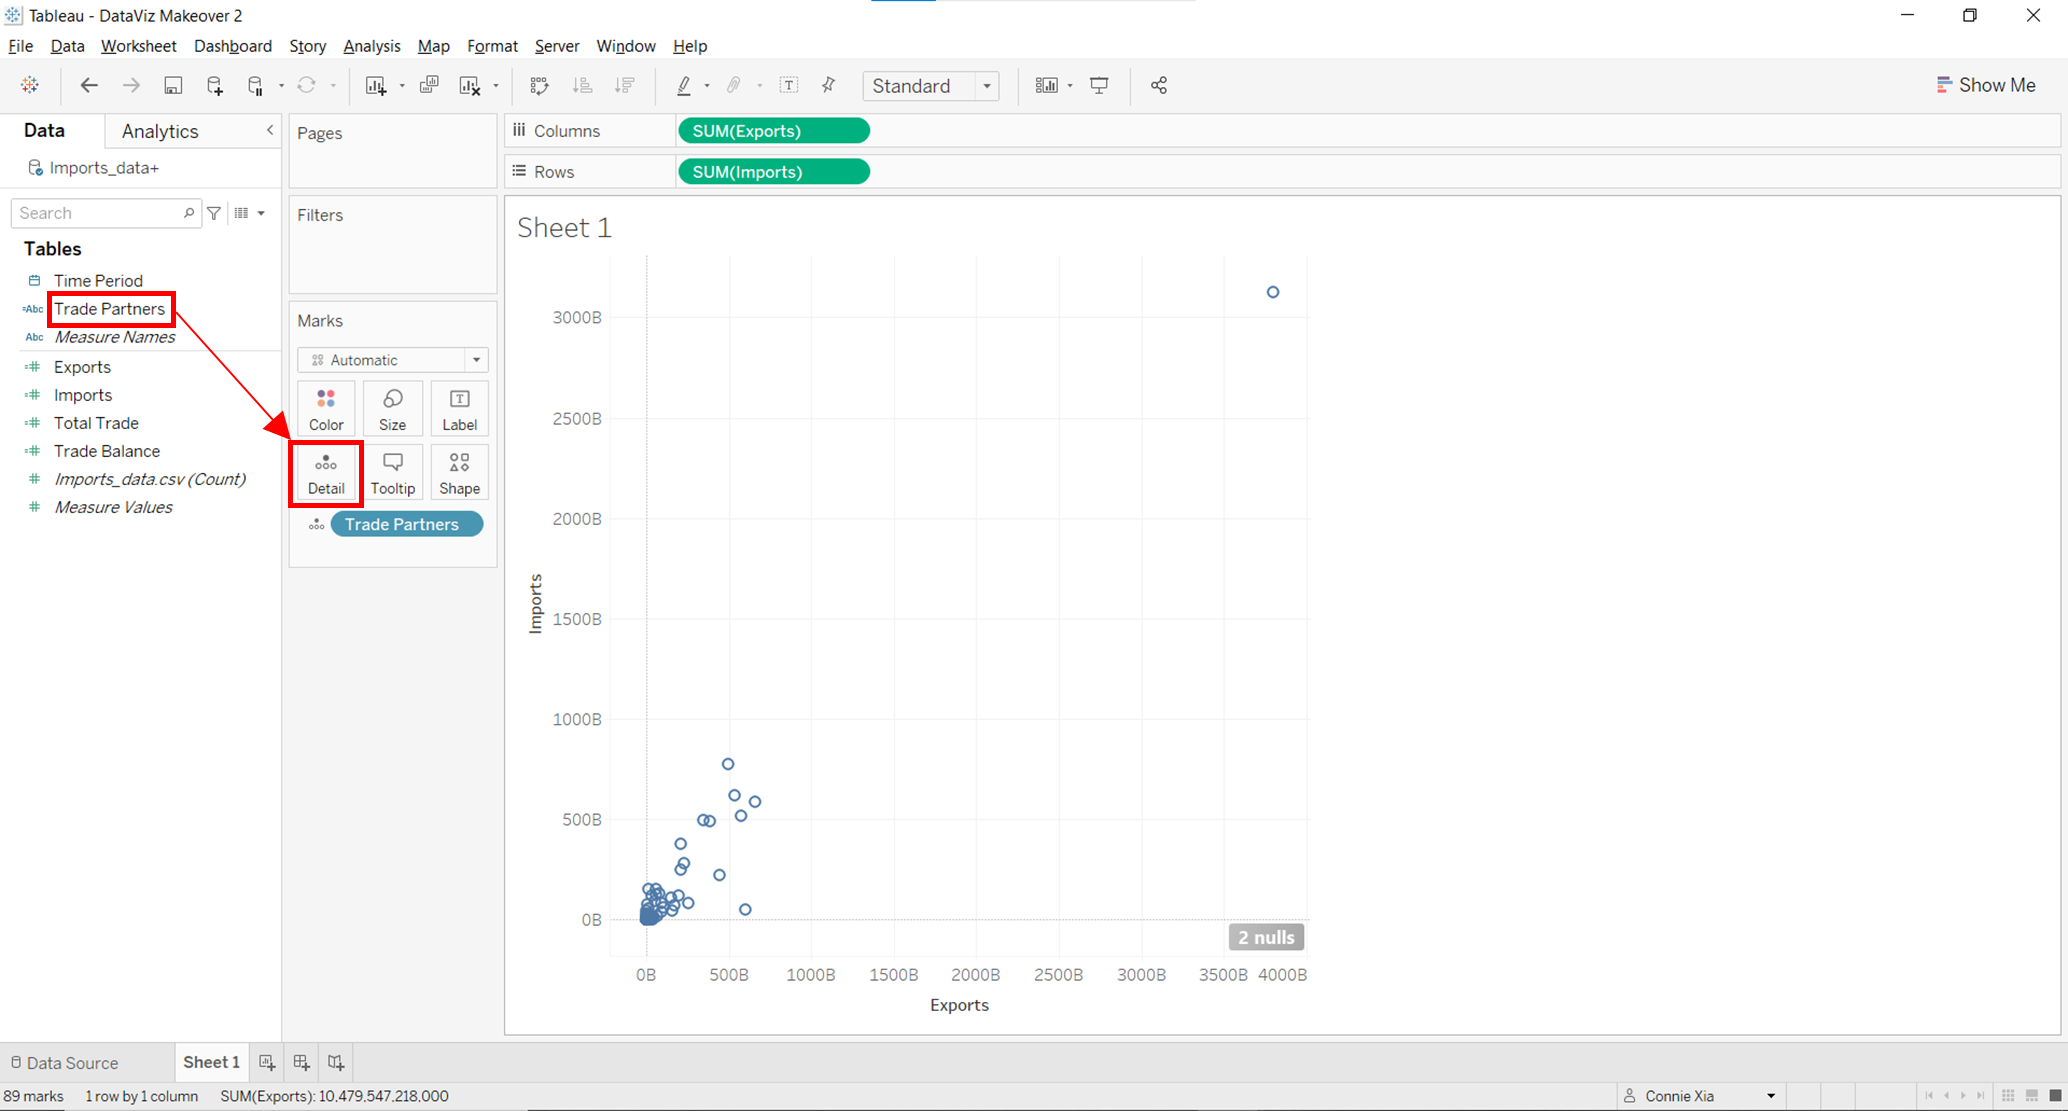 Tableau - DataViz Makeover 2
File Data Worksheet Dashboard Story Analysis Map Format Server Window Help
Standard
Show Me
Data Analytics
Pages
Columns SUM(Exports)
Imports_data+
Rows SUM(Imports)
Search
Filters
Sheet 1
Tables
Time Period
Abc Trade Partners
Abc Measure Names
Exports
Imports
Total Trade
Trade Balance
Imports_data.csv (Count)
Measure Values
Marks
Automatic
Color Size Label
Detail Tooltip Shape
Trade Partners
3000B
2500B
2000B
1500B
1000B
500B
0B
Imports
2 nulls
0B 500B 1000B 1500B 2000B 2500B 3000B 3500B 4000B
Exports
Data Source Sheet 1
89 marks 1 row by 1 column SUM(Exports): 10,479,547,218,000 Connie Xia